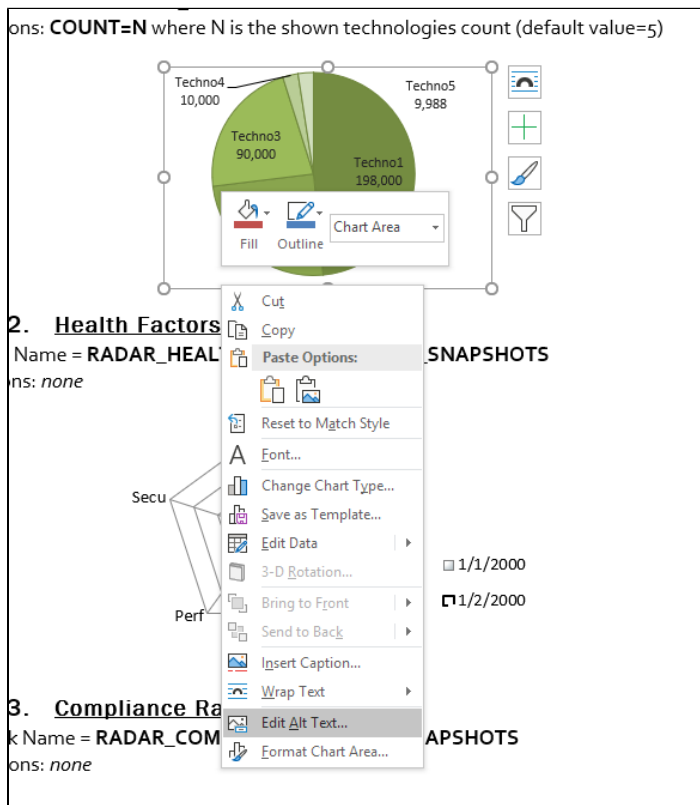 ons: COUNT=N where N is the shown technologies count (default value=5)
Techno4
10,000
Techno5
9,988
Techno3
90,000
Techno1
198,000
Fill
Outline
Chart Area
Cut
Copy
Paste Options:
Reset to Match Style
Font...
Change Chart Type...
Save as Template...
Edit Data
3-D Rotation...
Bring to Front
Send to Back
Insert Caption...
Wrap Text
Edit Alt Text...
Format Chart Area...
2. Health Factors
Name = RADAR_HEAL
_SNAPSHOTS
ons: none
Secu
Perf
1/1/2000
1/2/2000
3. Compliance Ra
k Name = RADAR_COM
APSHOTS
ons: none